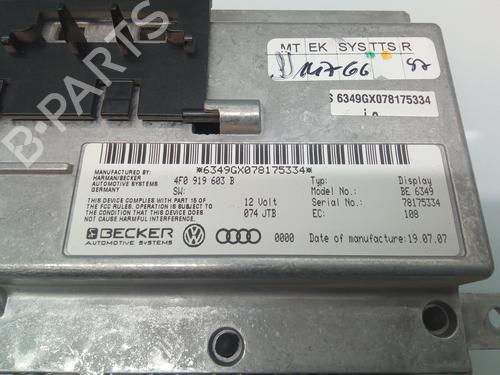 MT EK SYS TTS R
S 6349GX078175334
*6349GX078175334*
MANUFACTURED BY:
HARMAN/BECKER
AUTOMOTIVE SYSTEMS
GERMANY
4F0 919 603 B
SW:
Typ: Display
Model No.: BE 6349
THIS DEVICE COMPLIES WITH PART 15 OF
THE FCC RULES. OPERATION IS SUBJECT TO
THE CONDITION THAT THIS DEVICE DOES NOT
CAUSE HARMFUL INTERFERENCE.
12 Volt
074 JTB
Serial No.: 78175334
EC: 108
BECKER
AUTOMOTIVE SYSTEMS
0000
Date of manufacture: 19.07.07
B-PARTS